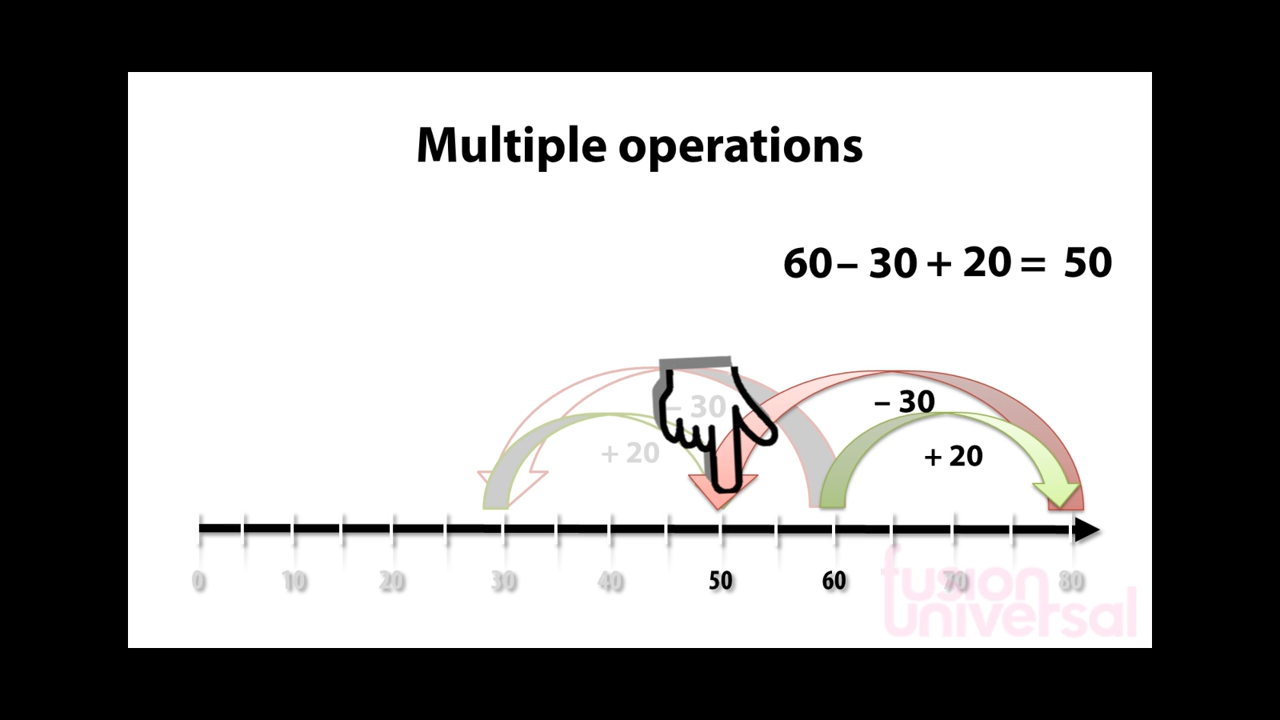 Multiple operations
60 – 30 + 20 = 50
– 30 – 30
+ 20 + 20
0 10 20 30 40 50 60 70 80
fusion
universal